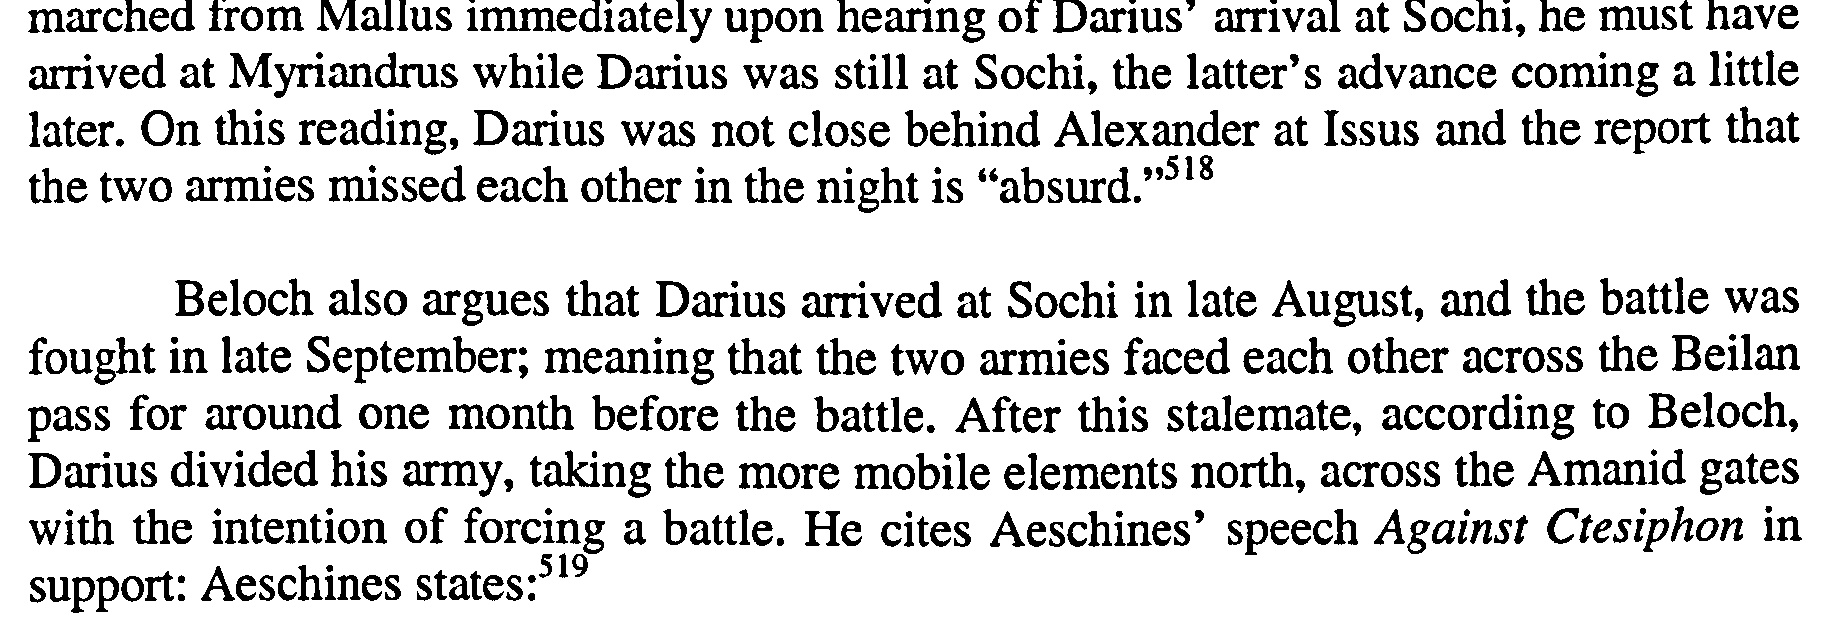 marched from Mallus immediately upon hearing of Darius’ arrival at Sochi, he must have
arrived at Myriandrus while Darius was still at Sochi, the latter’s advance coming a little
later. On this reading, Darius was not close behind Alexander at Issus and the report that
the two armies missed each other in the night is “absurd.”518
Beloch also argues that Darius arrived at Sochi in late August, and the battle was
fought in late September; meaning that the two armies faced each other across the Beilan
pass for around one month before the battle. After this stalemate, according to Beloch,
Darius divided his army, taking the more mobile elements north, across the Amanid gates
with the intention of forcing a battle. He cites Aeschines’ speech Against Ctesiphon in
support: Aeschines states:519